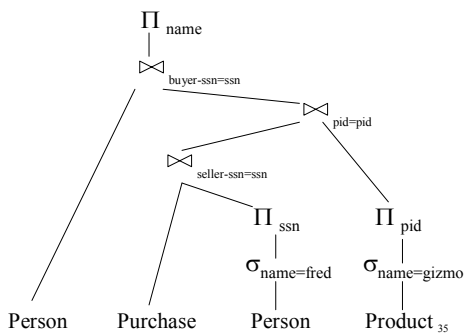 Π name
⋈ buyer-ssn=ssn
⋈ pid=pid
⋈ seller-ssn=ssn
Π ssn Π pid
σ name=fred σ name=gizmo
Person Purchase Person Product 35